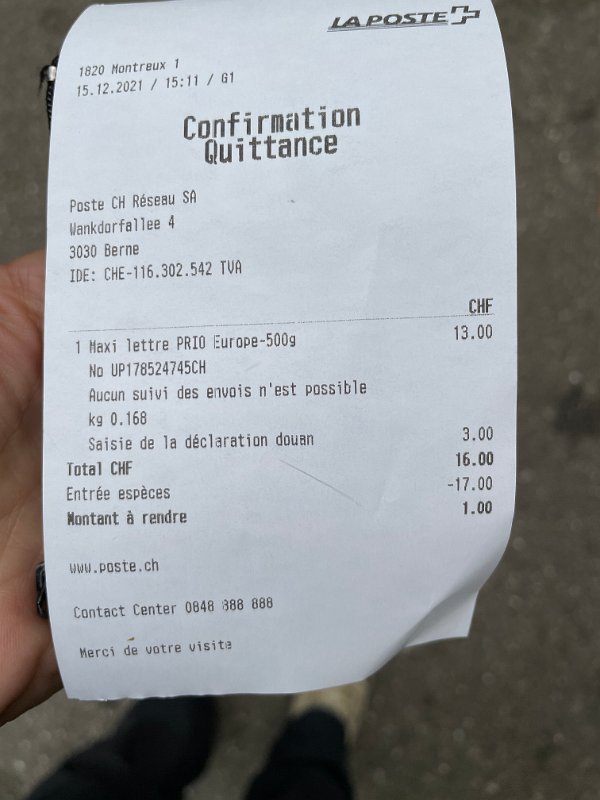 LA POSTE
1820 Montreux 1
15.12.2021 / 15:11 / G1
Confirmation
Quittance
Poste CH Réseau SA
Wankdorfallee 4
3030 Berne
IDE: CHE-116.302.542 TVA
CHF
1 Maxi lettre PRIO Europe-500g 13.00
No UP178524745CH
Aucun suivi des envois n'est possible
kg 0.168
Saisie de la déclaration douan 3.00
Total CHF 16.00
Entrée espèces -17.00
Montant à rendre 1.00
www.poste.ch
Contact Center 0848 888 888
Merci de votre visite